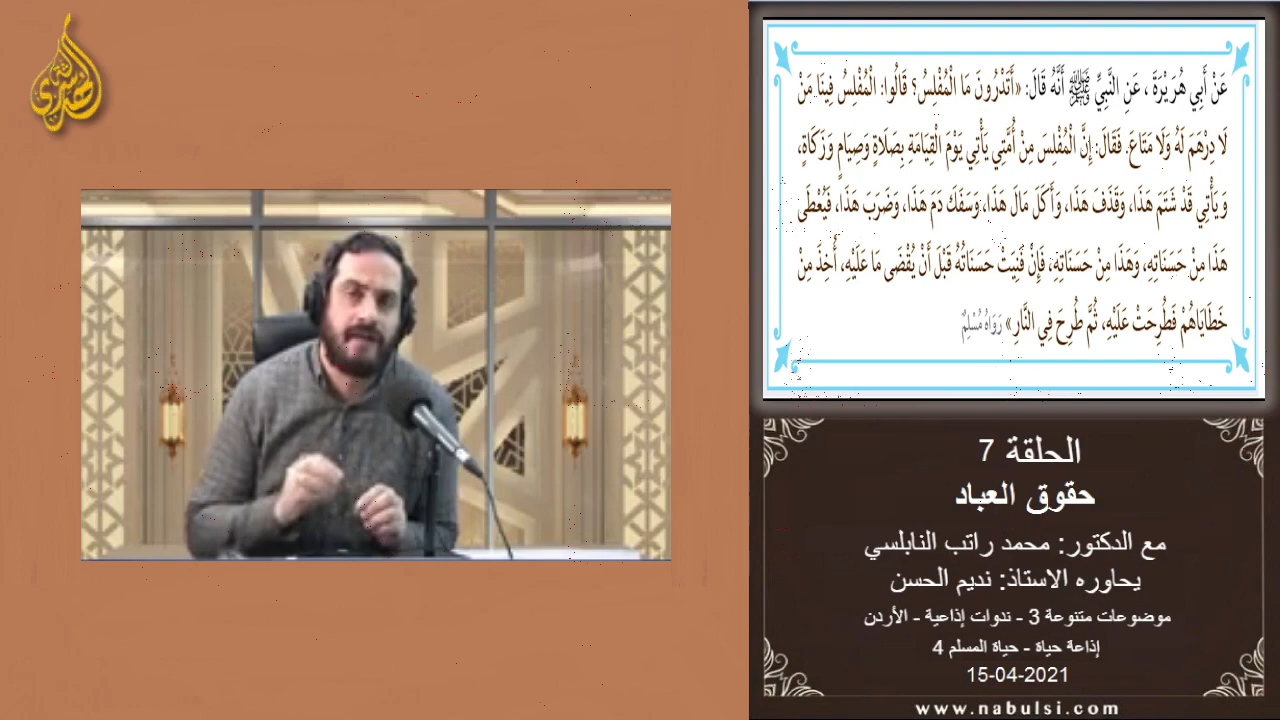 عَنْ أَبِي هُرَيْرَةَ ، عَنِ النَّبِيِّ ﷺ أَنَّهُ قَالَ: «أَتَدْرُونَ مَا الْمُفْلِسُ؟ قَالُوا: الْمُفْلِسُ فِينَا مَنْ
لَا دِرْهَمَ لَهُ وَلَا مَتَاعَ. فَقَالَ: إِنَّ الْمُفْلِسَ مِنْ أُمَّتِي يَأْتِي يَوْمَ الْقِيَامَةِ بِصَلَاةٍ وَصِيَامٍ وَزَكَاةٍ،
وَيَأْتِي قَدْ شَتَمَ هَذَا، وَقَذَفَ هَذَا، وَأَكَلَ مَالَ هَذَا، وَسَفَكَ دَمَ هَذَا، وَضَرَبَ هَذَا، فَيُعْطَى
هَذَا مِنْ حَسَنَاتِهِ، وَهَذَا مِنْ حَسَنَاتِهِ، فَإِنْ فَنِيَتْ حَسَنَاتُهُ قَبْلَ أَنْ يُقْضَى مَا عَلَيْهِ، أُخِذَ مِنْ
خَطَايَاهُمْ فَطُرِحَتْ عَلَيْهِ، ثُمَّ طُرِحَ فِي النَّارِ» رَوَاهُ مُسْلِمٌ
الحلقة 7
حقوق العباد
مع الدكتور: محمد راتب النابلسي
يحاوره الاستاذ: نديم الحسن
موضوعات متنوعة 3 - ندوات إذاعية - الأردن
إذاعة حياة - حياة المسلم 4
15-04-2021
www.nabulsi.com